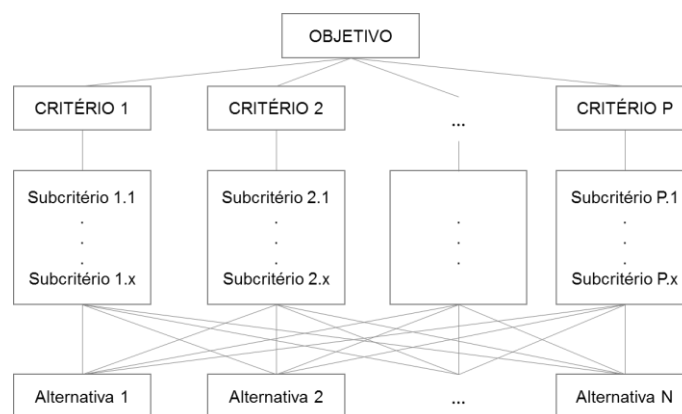 OBJETIVO
CRITÉRIO 1 CRITÉRIO 2 ... CRITÉRIO P
Subcritério 1.1 Subcritério 2.1 Subcritério P.1
. . . .
. . . .
. . . .
Subcritério 1.x Subcritério 2.x Subcritério P.x
Alternativa 1 Alternativa 2 ... Alternativa N